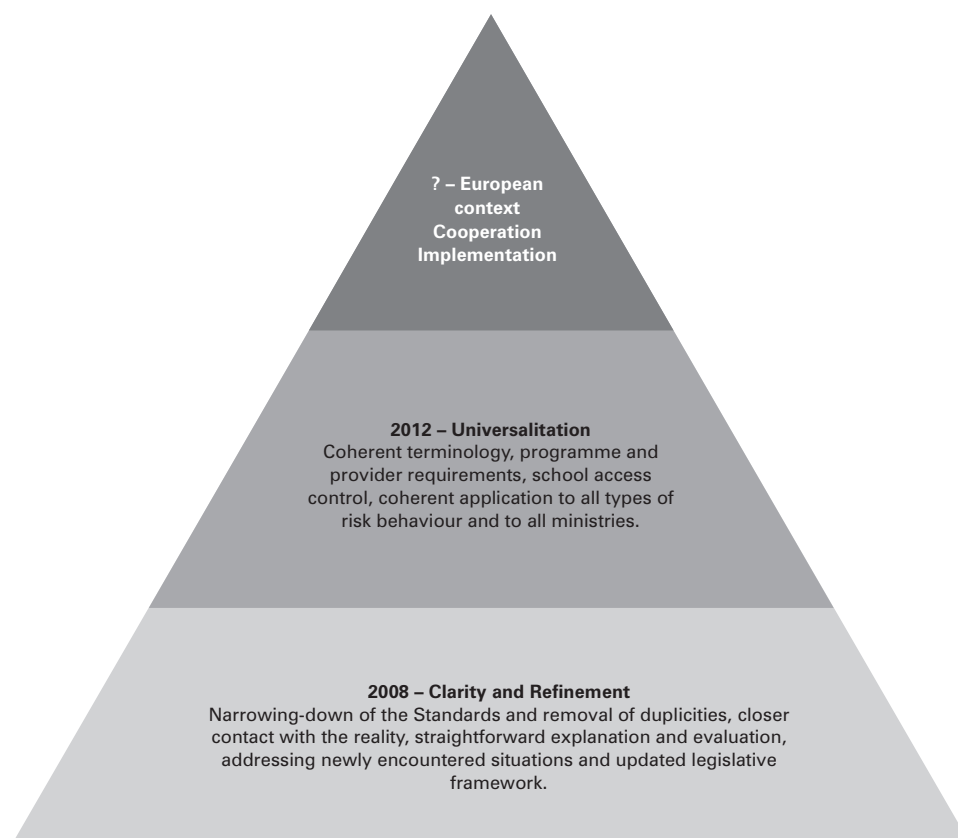 ? – European
context
Cooperation
Implementation
2012 – Universalitation
Coherent terminology, programme and
provider requirements, school access
control, coherent application to all types of
risk behaviour and to all ministries.
2008 – Clarity and Refinement
Narrowing-down of the Standards and removal of duplicities, closer
contact with the reality, straightforward explanation and evaluation,
addressing newly encountered situations and updated legislative
framework.